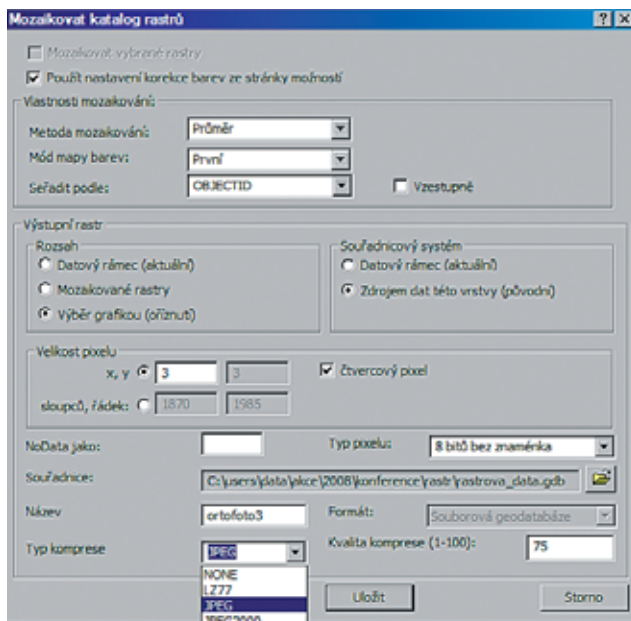 Mozaikovat katalog rastrů
Mozaikovat vybrané rastry
Použít nastavení korekce barev ze stránky možností
Vlastnosti mozakování:
Metoda mozakování: Průměr
Mód mapy barev: První
Seřadit podle: OBJECTID Vzestupně
Výstupní rastr
Rozsah
Datový rámec (aktuální)
Mozakované rastry
Výběr grafikou (oříznutí)
Souřadnicový systém
Datový rámec (aktuální)
Zdrojem dat této vrstvy (původní)
Velikost pixelu
x, y 3 3 čtvercový pixel
sloupců, řádek: 1870 1985
NoData jako: Typ pixelu: 8 bitů bez znaménka
Souřadnice: C:\users\data\akce\2008\konference\rastr\rastrova_data.gdb
Název ortofoto3 Formát: Souborová geodatabáze
Typ komprese JPEG Kvalita komprese (1-100): 75
NONE
LZ77
JPEG
JPEG2000
Uložit Storno